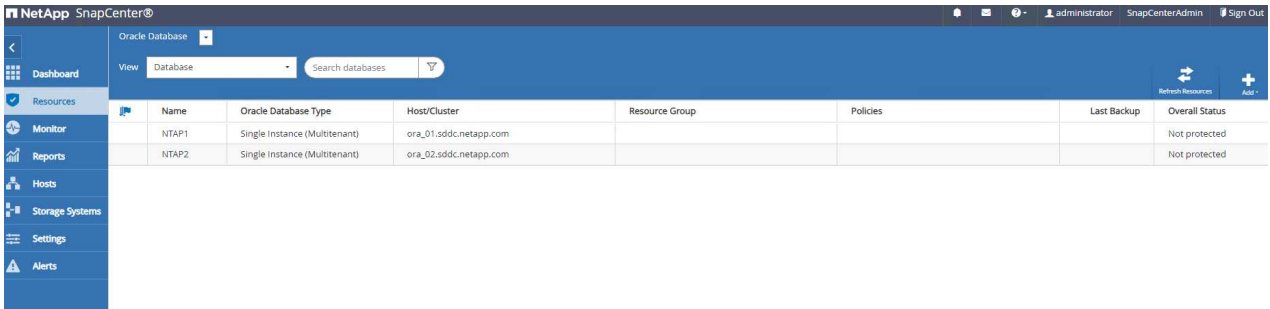 NetApp SnapCenter®
administrator SnapCenterAdmin Sign Out
Oracle Database
View Database Search databases
Refresh Resources Add
Dashboard
Resources
Monitor
Reports
Hosts
Storage Systems
Settings
Alerts
Name Oracle Database Type Host/Cluster Resource Group Policies Last Backup Overall Status
NTAP1 Single Instance (Multitenant) ora_01.sddc.netapp.com Not protected
NTAP2 Single Instance (Multitenant) ora_02.sddc.netapp.com Not protected